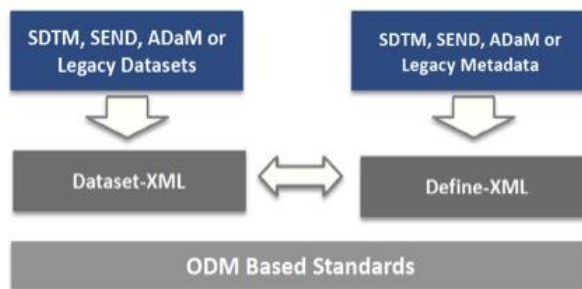 SDTM, SEND, ADaM or
Legacy Datasets
SDTM, SEND, ADaM or
Legacy Metadata
Dataset-XML
Define-XML
ODM Based Standards